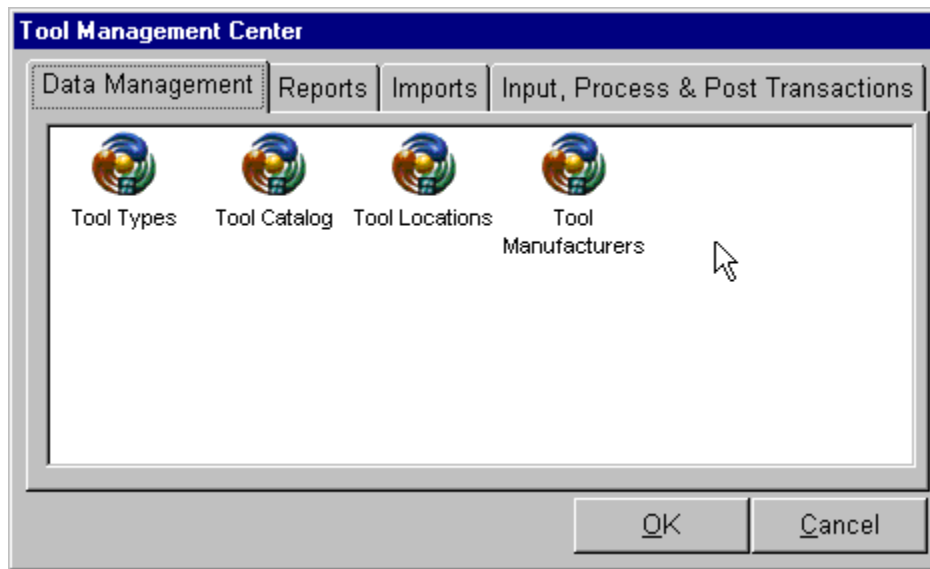 Tool Management Center
Data Management
Reports
Imports
Input, Process & Post Transactions
Tool Types
Tool Catalog
Tool Locations
Tool
Manufacturers
OK
Cancel